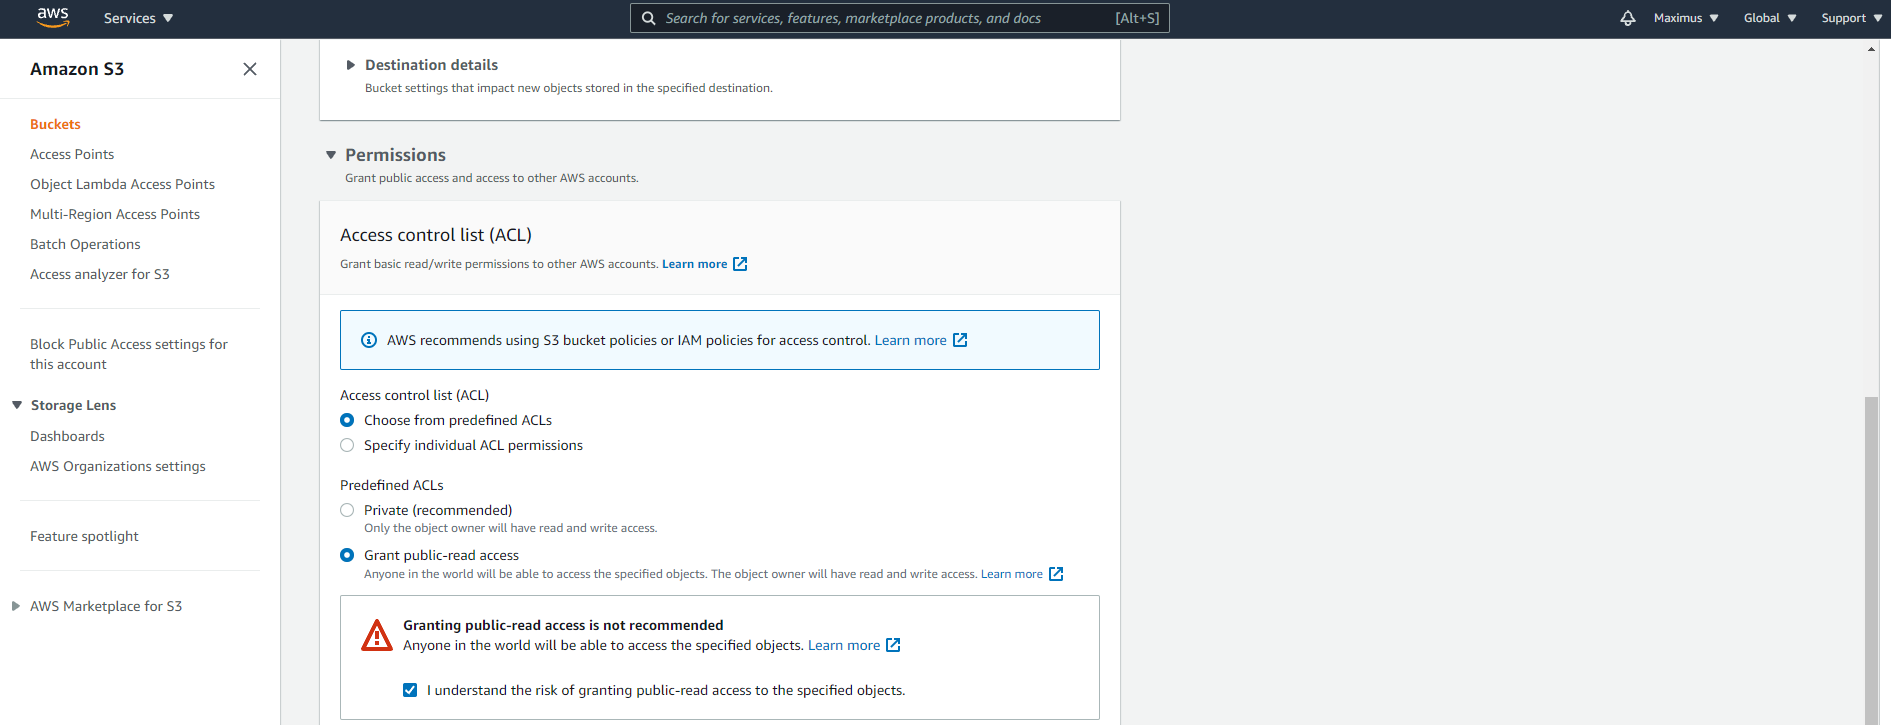 aws
Services
Search for services, features, marketplace products, and docs
[Alt+S]
Maximus
Global
Support
Amazon S3
Buckets
Access Points
Object Lambda Access Points
Multi-Region Access Points
Batch Operations
Access analyzer for S3
Block Public Access settings for
this account
Storage Lens
Dashboards
AWS Organizations settings
Feature spotlight
AWS Marketplace for S3
Destination details
Bucket settings that impact new objects stored in the specified destination.
Permissions
Grant public access and access to other AWS accounts.
Access control list (ACL)
Grant basic read/write permissions to other AWS accounts. Learn more
AWS recommends using S3 bucket policies or IAM policies for access control. Learn more
Access control list (ACL)
Choose from predefined ACLs
Specify individual ACL permissions
Predefined ACLs
Private (recommended)
Only the object owner will have read and write access.
Grant public-read access
Anyone in the world will be able to access the specified objects. The object owner will have read and write access. Learn more
Granting public-read access is not recommended
Anyone in the world will be able to access the specified objects. Learn more
I understand the risk of granting public-read access to the specified objects.